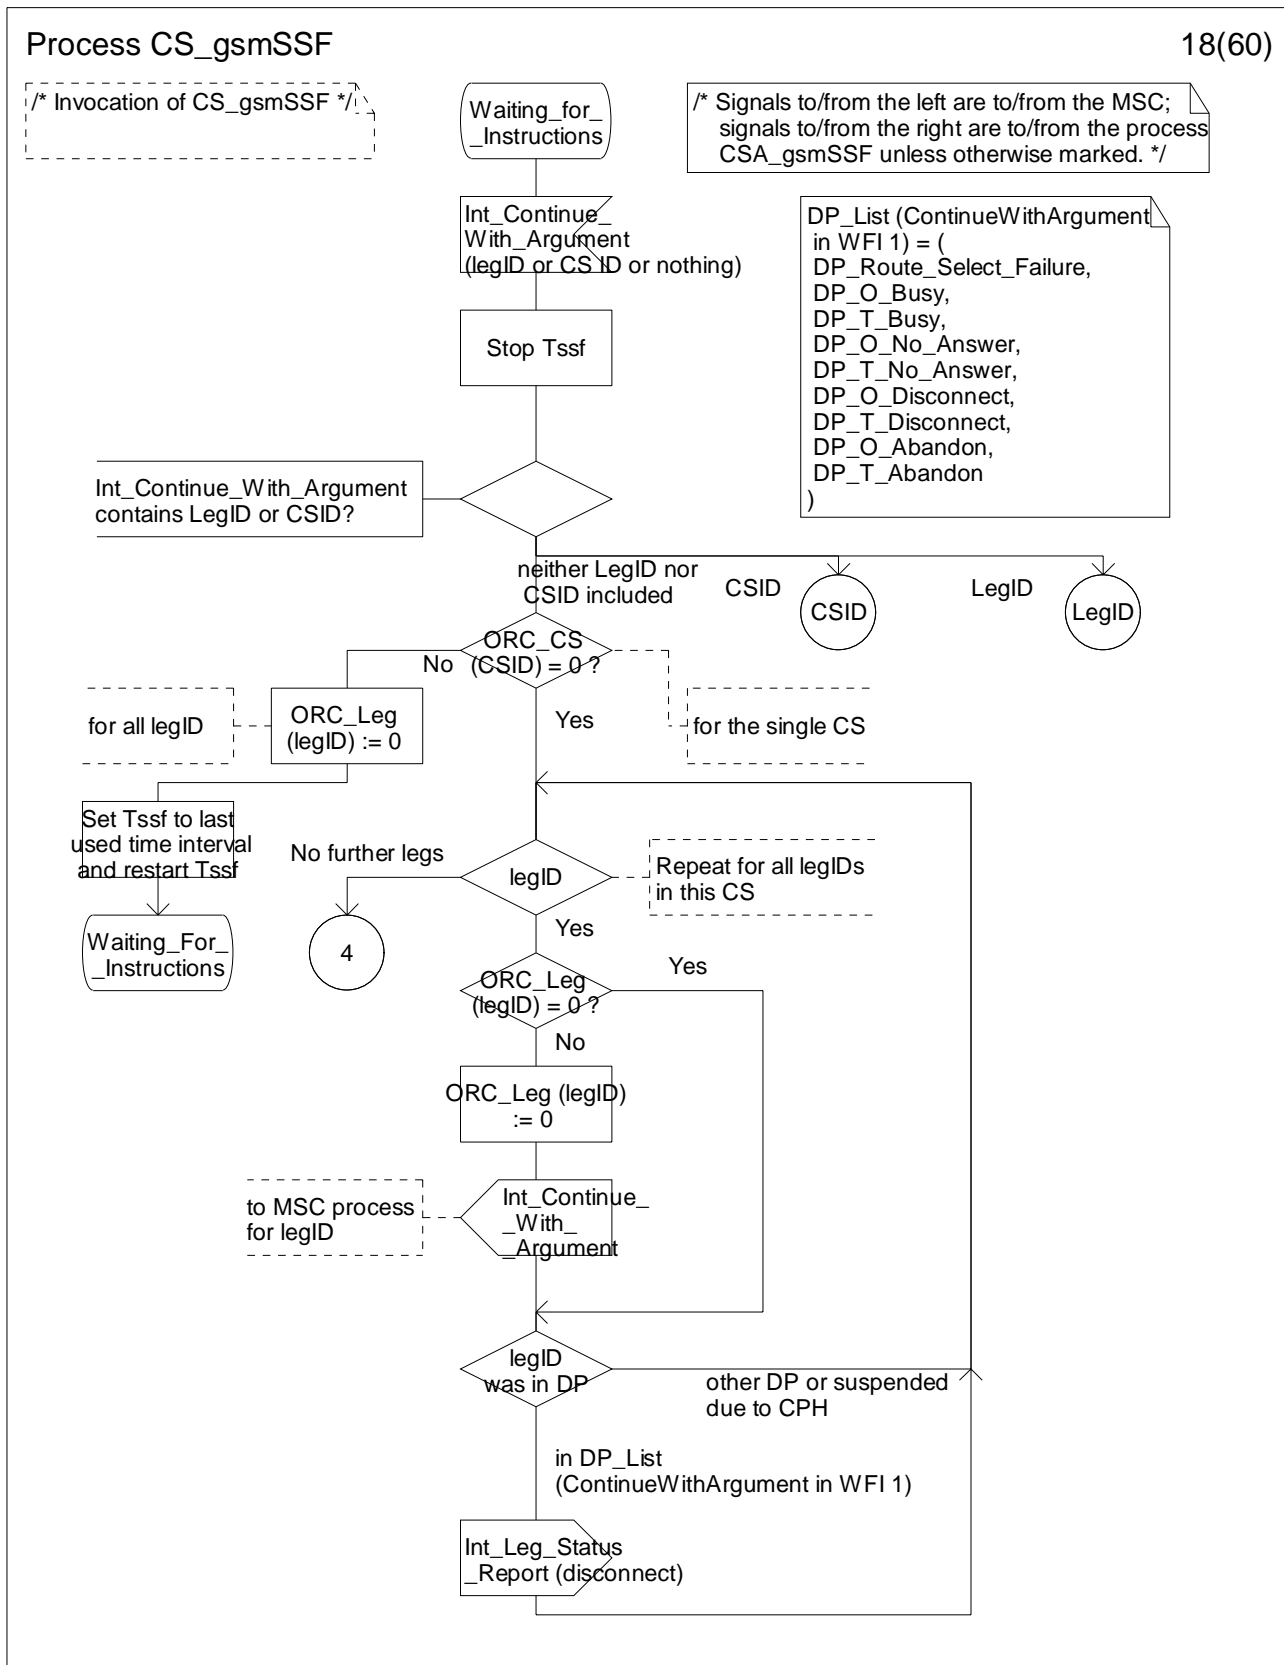 Process CS_gsmSSF
18(60)
/* Invocation of CS_gsmSSF */
Waiting_for_
_Instructions
/* Signals to/from the left are to/from the MSC;
signals to/from the right are to/from the process
CSA_gsmSSF unless otherwise marked. */
Int_Continue_
With_Argument
(legID or CS ID or nothing)
DP_List (ContinueWithArgument
in WFI 1) = (
DP_Route_Select_Failure,
DP_O_Busy,
DP_T_Busy,
DP_O_No_Answer,
DP_T_No_Answer,
DP_O_Disconnect,
DP_T_Disconnect,
DP_O_Abandon,
DP_T_Abandon
)
Stop Tssf
Int_Continue_With_Argument
contains LegID or CSID?
neither LegID nor
CSID included
CSID
CSID
LegID
LegID
ORC_CS
(CSID) = 0 ?
No
Yes
for all legID
ORC_Leg
(legID) := 0
for the single CS
Set Tssf to last
used time interval
and restart Tssf
No further legs
legID
Repeat for all legIDs
in this CS
Waiting_For_
_Instructions
4
Yes
ORC_Leg
(legID) = 0 ?
Yes
No
ORC_Leg (legID)
:= 0
to MSC process
for legID
Int_Continue_
_With_
_Argument
legID
was in DP
other DP or suspended
due to CPH
in DP_List
(ContinueWithArgument in WFI 1)
Int_Leg_Status
_Report (disconnect)